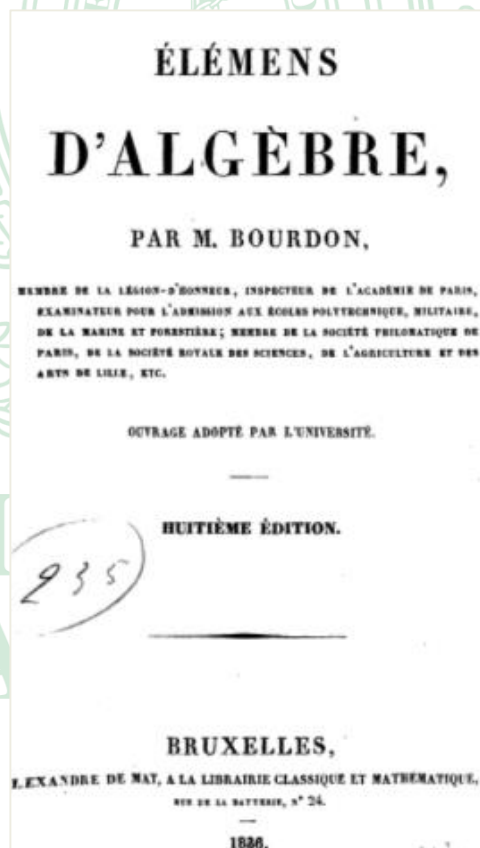 ÉLÉMENS
D'ALGÈBRE,
PAR M. BOURDON,
MEMBRE DE LA LÉGION-D'HONNEUR, INSPECTEUR DE L'ACADÉMIE DE PARIS,
EXAMINATEUR POUR L'ADMISSION AUX ÉCOLES POLYTECHNIQUE, MILITAIRE,
DE LA MARINE ET FORESTIÈRE; MEMBRE DE LA SOCIÉTÉ PHILOMATIQUE DE
PARIS, DE LA SOCIÉTÉ ROYALE DES SCIENCES, DE L'AGRICULTURE ET DES
ARTS DE LILLE, ETC.
OUVRAGE ADOPTÉ PAR L'UNIVERSITÉ.
HUITIÈME ÉDITION.
235
BRUXELLES,
LEXANDRE DE MAT, A LA LIBRAIRIE CLASSIQUE ET MATHÉMATIQUE,
RUE DE LA BATTERIE, N° 24.